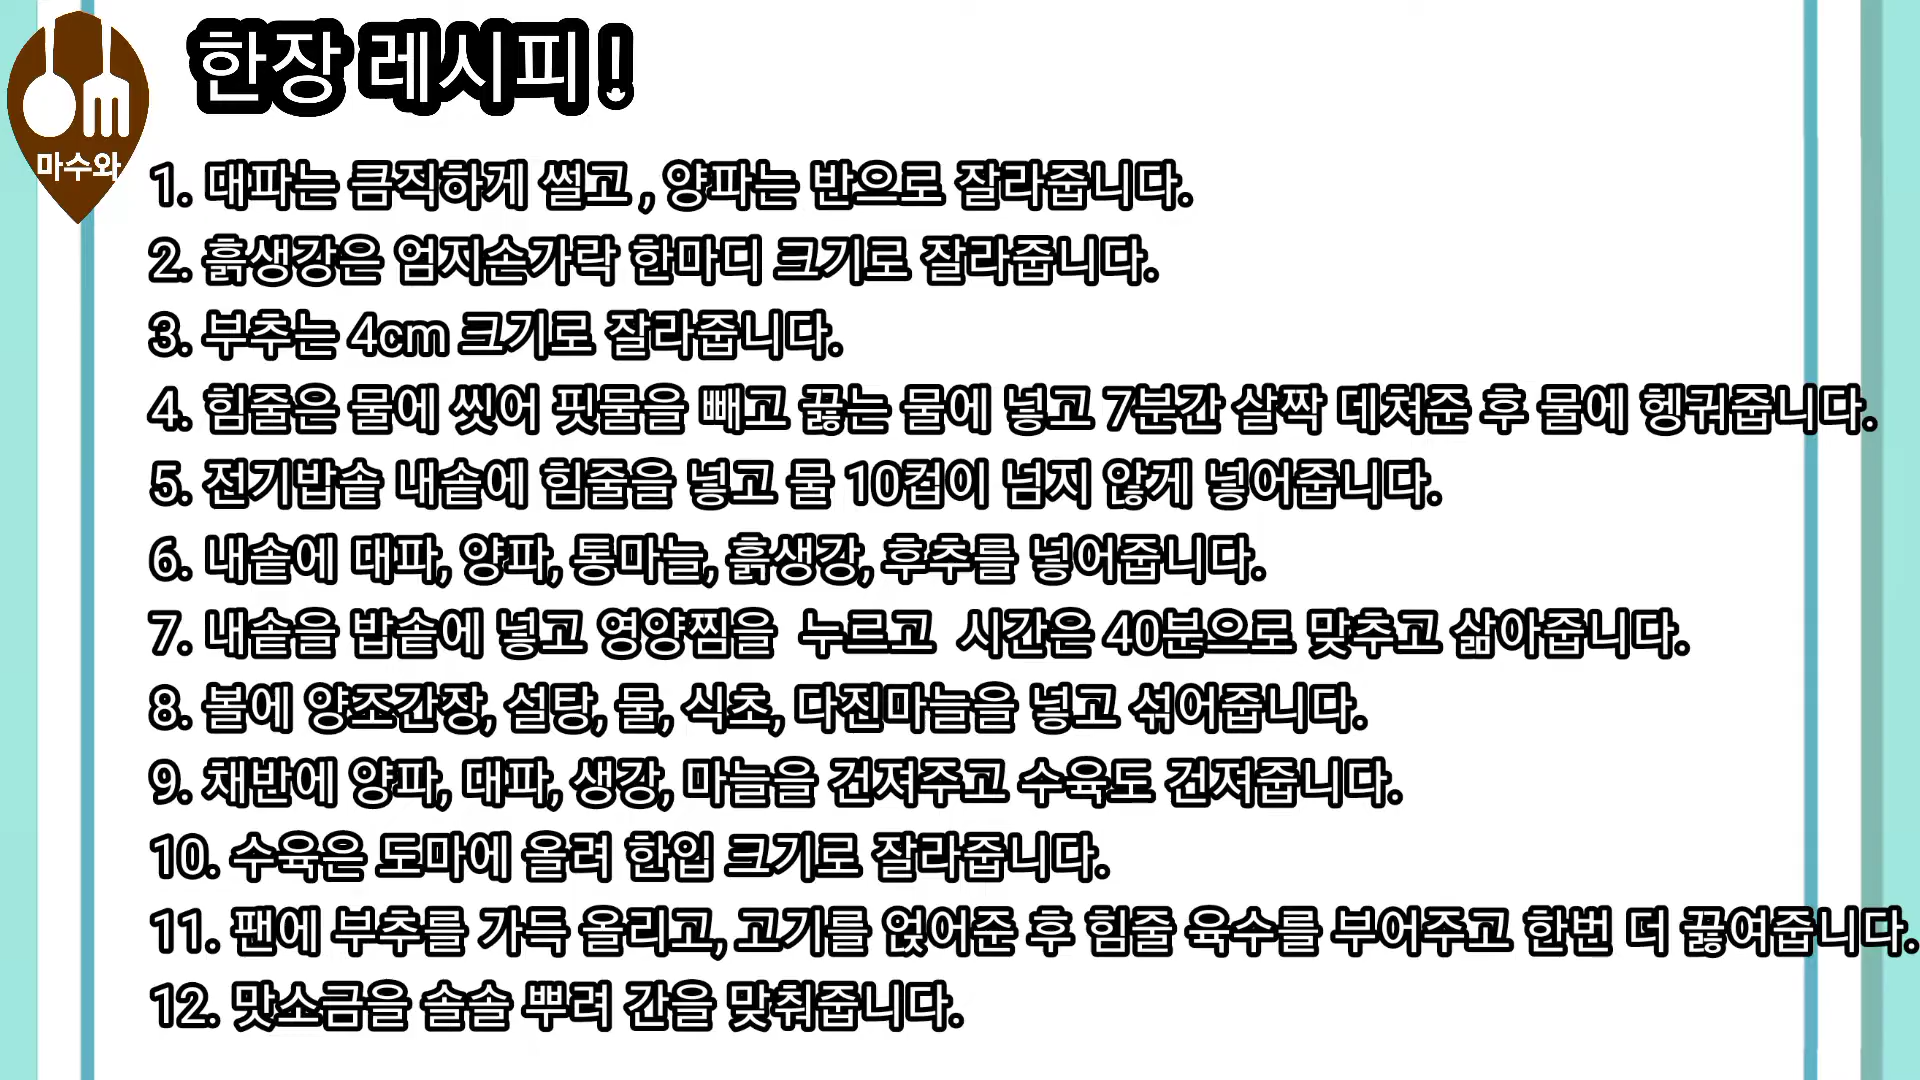 한장 레시피!
마수와
1. 대파는 큼직하게 썰고 , 양파는 반으로 잘라줍니다.
2. 흙생강은 엄지손가락 한마디 크기로 잘라줍니다.
3. 부추는 4cm 크기로 잘라줍니다.
4. 힘줄은 물에 씻어 핏물을 빼고 끓는 물에 넣고 7분간 살짝 데쳐준 후 물에 헹궈줍니다.
5. 전기밥솥 내솥에 힘줄을 넣고 물 10컵이 넘지 않게 넣어줍니다.
6. 내솥에 대파, 양파, 통마늘, 흙생강, 후추를 넣어줍니다.
7. 내솥을 밥솥에 넣고 영양찜을 누르고 시간은 40분으로 맞추고 삶아줍니다.
8. 볼에 양조간장, 설탕, 물, 식초, 다진마늘을 넣고 섞어줍니다.
9. 채반에 양파, 대파, 생강, 마늘을 건져주고 수육도 건져줍니다.
10. 수육은 도마에 올려 한입 크기로 잘라줍니다.
11. 팬에 부추를 가득 올리고, 고기를 얹어준 후 힘줄 육수를 부어주고 한번 더 끓여줍니다.
12. 맛소금을 솔솔 뿌려 간을 맞춰줍니다.